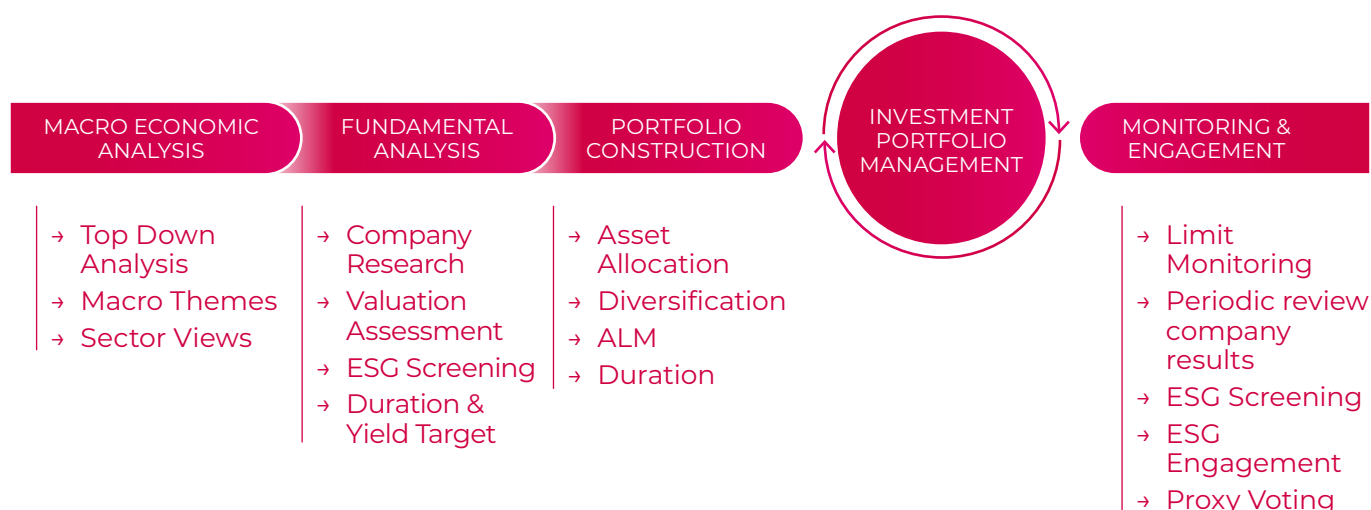 MACRO ECONOMIC
ANALYSIS
FUNDAMENTAL
ANALYSIS
PORTFOLIO
CONSTRUCTION
INVESTMENT
PORTFOLIO
MANAGEMENT
MONITORING &
ENGAGEMENT
→ Top Down
Analysis
→ Macro Themes
→ Sector Views
→ Company
Research
→ Valuation
Assessment
→ ESG Screening
→ Duration &
Yield Target
→ Asset
Allocation
→ Diversification
→ ALM
→ Duration
→ Limit
Monitoring
→ Periodic review
company
results
→ ESG Screening
→ ESG
Engagement
→ Proxy Voting